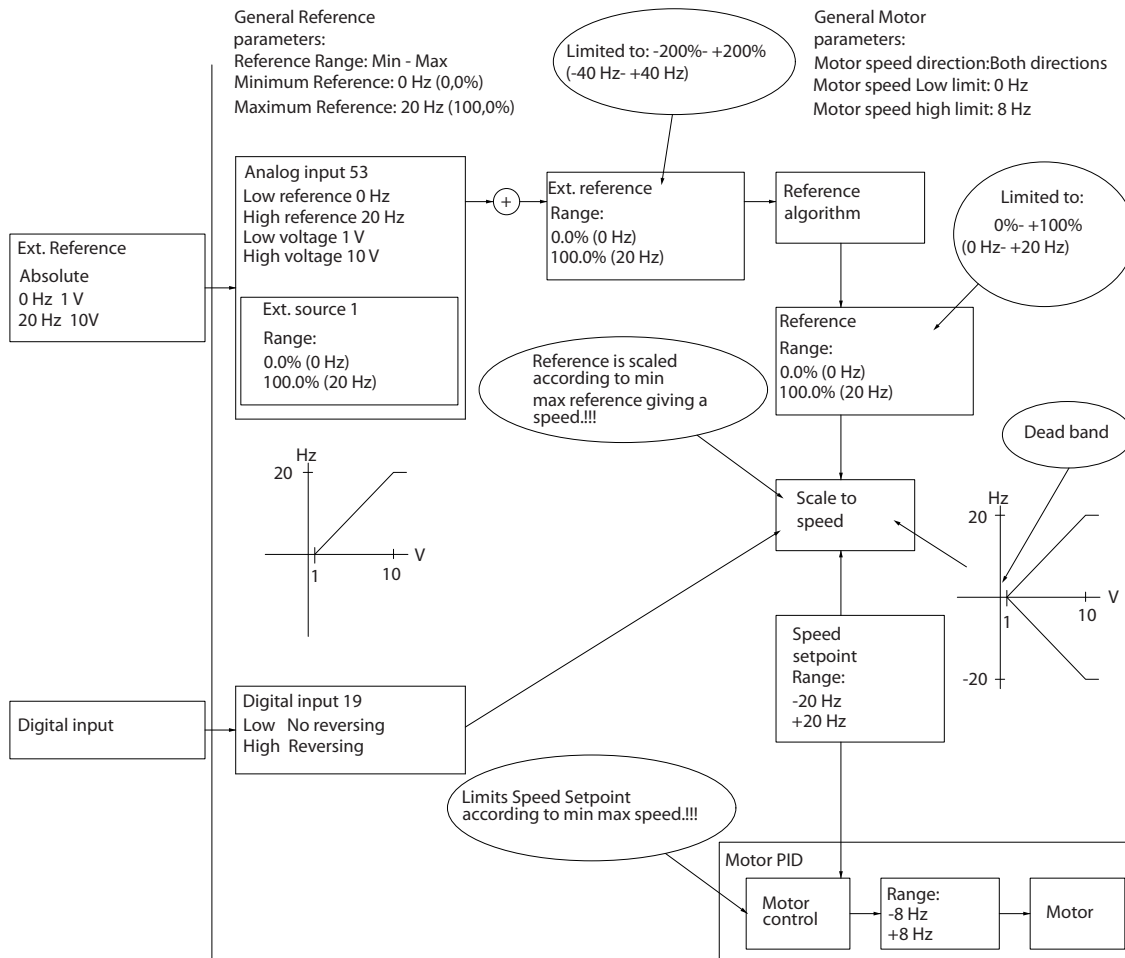 General Reference
parameters:
Reference Range: Min - Max
Minimum Reference: 0 Hz (0,0%)
Maximum Reference: 20 Hz (100,0%)
Limited to: -200%- +200%
(-40 Hz- +40 Hz)
General Motor
parameters:
Motor speed direction:Both directions
Motor speed Low limit: 0 Hz
Motor speed high limit: 8 Hz
Ext. Reference
Absolute
0 Hz 1 V
20 Hz 10V
Analog input 53
Low reference 0 Hz
High reference 20 Hz
Low voltage 1 V
High voltage 10 V
Ext. source 1
Range:
0.0% (0 Hz)
100.0% (20 Hz)
+
Ext. reference
Range:
0.0% (0 Hz)
100.0% (20 Hz)
Reference
algorithm
Limited to:
0%- +100%
(0 Hz- +20 Hz)
Reference
Range:
0.0% (0 Hz)
100.0% (20 Hz)
Reference is scaled
according to min
max reference giving a
speed.!!!
Dead band
Hz
20
V
1
10
Scale to
speed
Hz
20
V
1
10
-20
Speed
setpoint
Range:
-20 Hz
+20 Hz
Digital input
Digital input 19
Low No reversing
High Reversing
Limits Speed Setpoint
according to min max speed.!!!
Motor PID
Motor
control
Range:
-8 Hz
+8 Hz
Motor